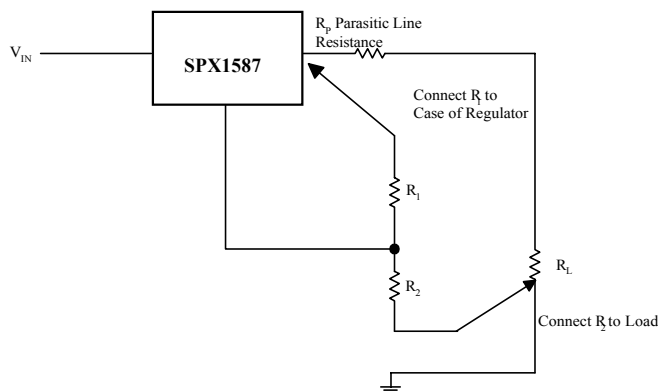 R_P Parasitic Line
Resistance
V_IN
SPX1587
Connect R_1 to
Case of Regulator
R_1
R_2
R_L
Connect R_2 to Load